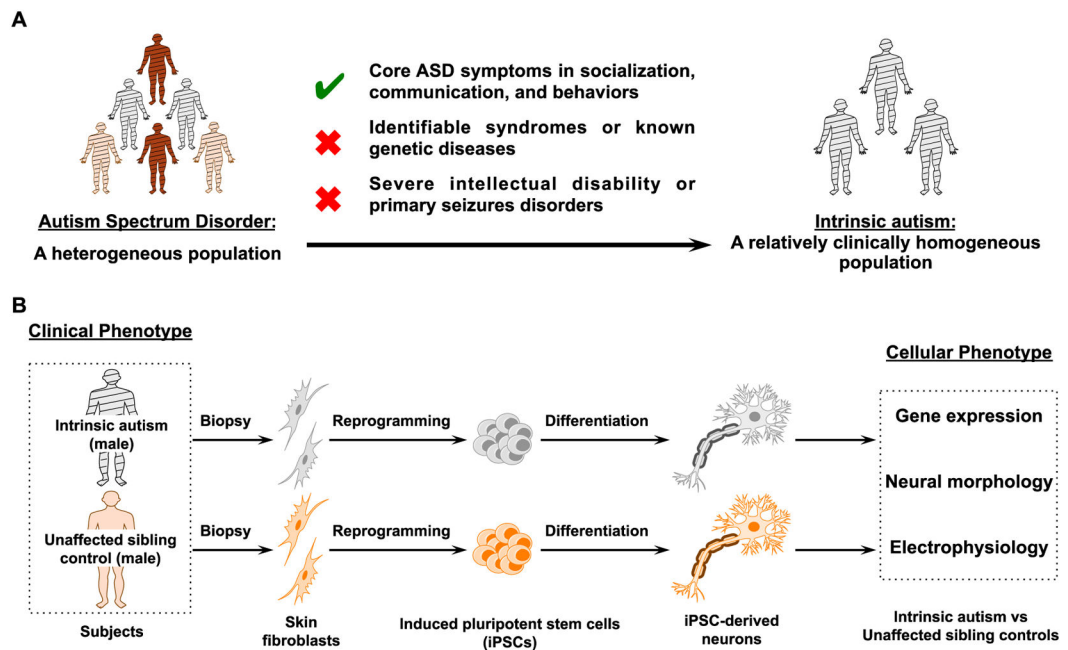 A
Core ASD symptoms in socialization,
communication, and behaviors
Identifiable syndromes or known
genetic diseases
Severe intellectual disability or
primary seizures disorders
Autism Spectrum Disorder:
A heterogeneous population
Intrinsic autism:
A relatively clinically homogeneous
population
B
Clinical Phenotype
Cellular Phenotype
Intrinsic autism
(male)
Biopsy
Reprogramming
Differentiation
Gene expression
Neural morphology
Electrophysiology
Unaffected sibling
control (male)
Biopsy
Reprogramming
Differentiation
Subjects
Skin
fibroblasts
Induced pluripotent stem cells
(iPSCs)
iPSC-derived
neurons
Intrinsic autism vs
Unaffected sibling controls